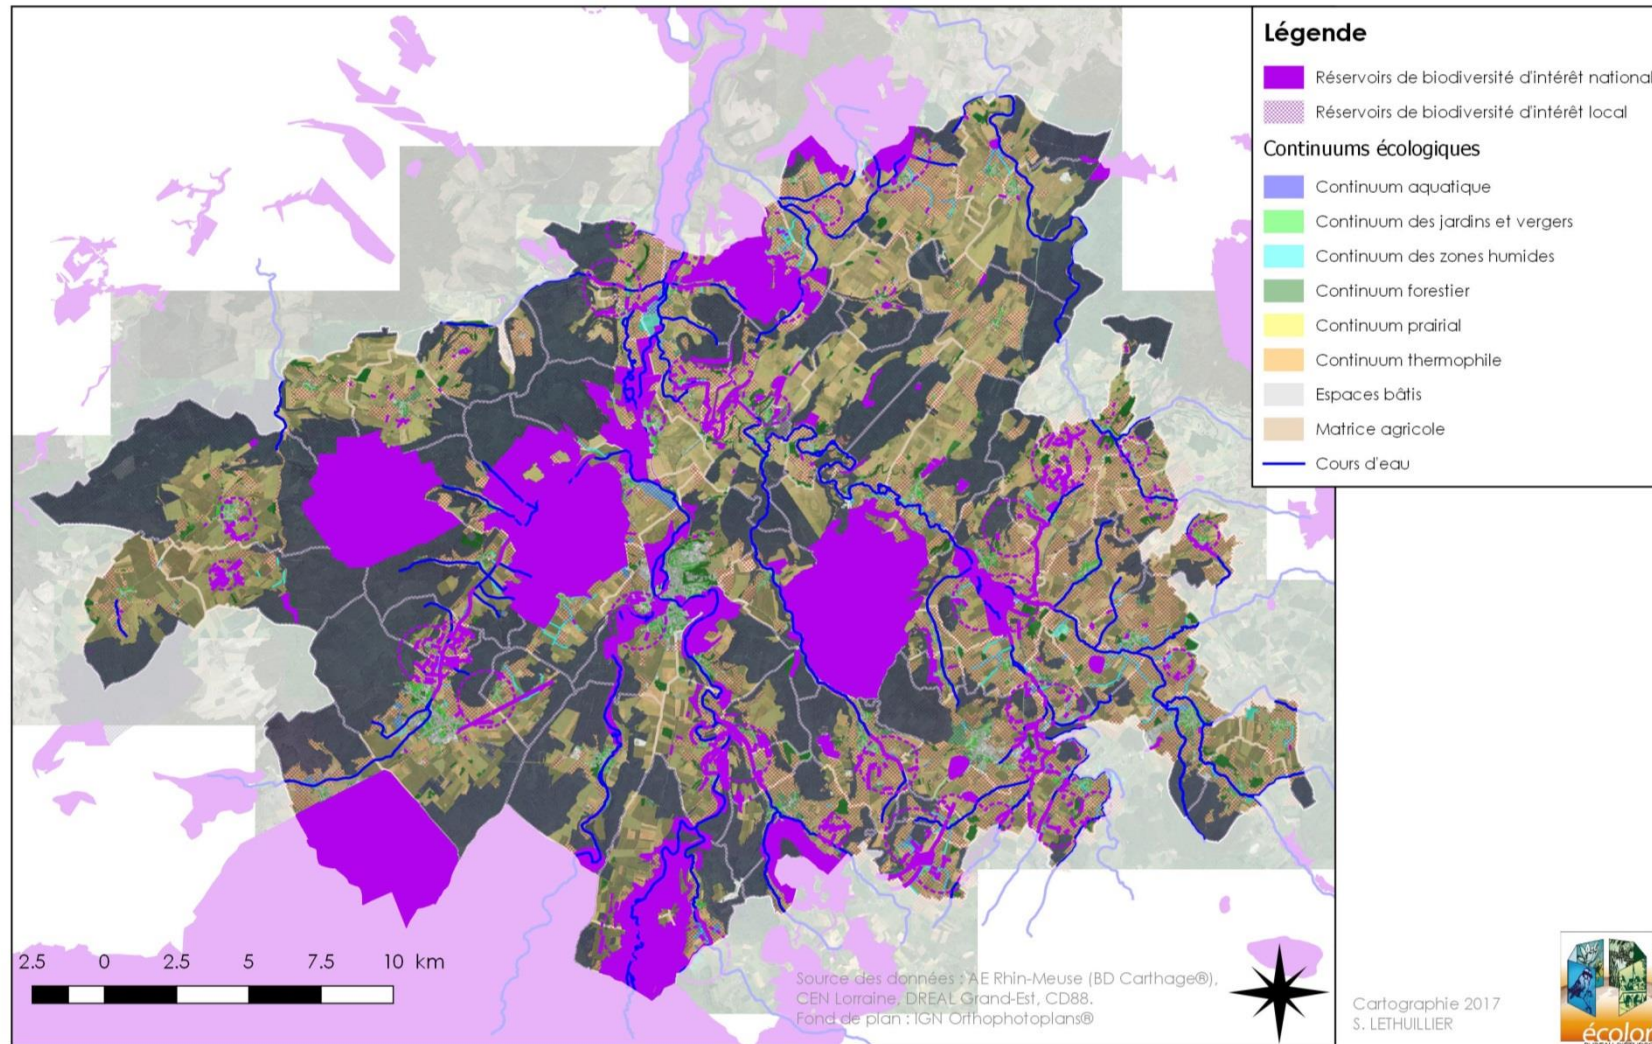 Légende
Réservoirs de biodiversité d'intérêt national
Réservoirs de biodiversité d'intérêt local
Continuums écologiques
Continuum aquatique
Continuum des jardins et vergers
Continuum des zones humides
Continuum forestier
Continuum prairial
Continuum thermophile
Espaces bâtis
Matrice agricole
Cours d'eau
2.5 0 2.5 5 7.5 10 km
Source des données : AE Rhin-Meuse (BD Carthage®),
CEN Lorraine, DREAL Grand-Est, CD88.
Fond de plan : IGN Orthophotoplans®
Cartographie 2017
S. LETHUILLIER
écolor